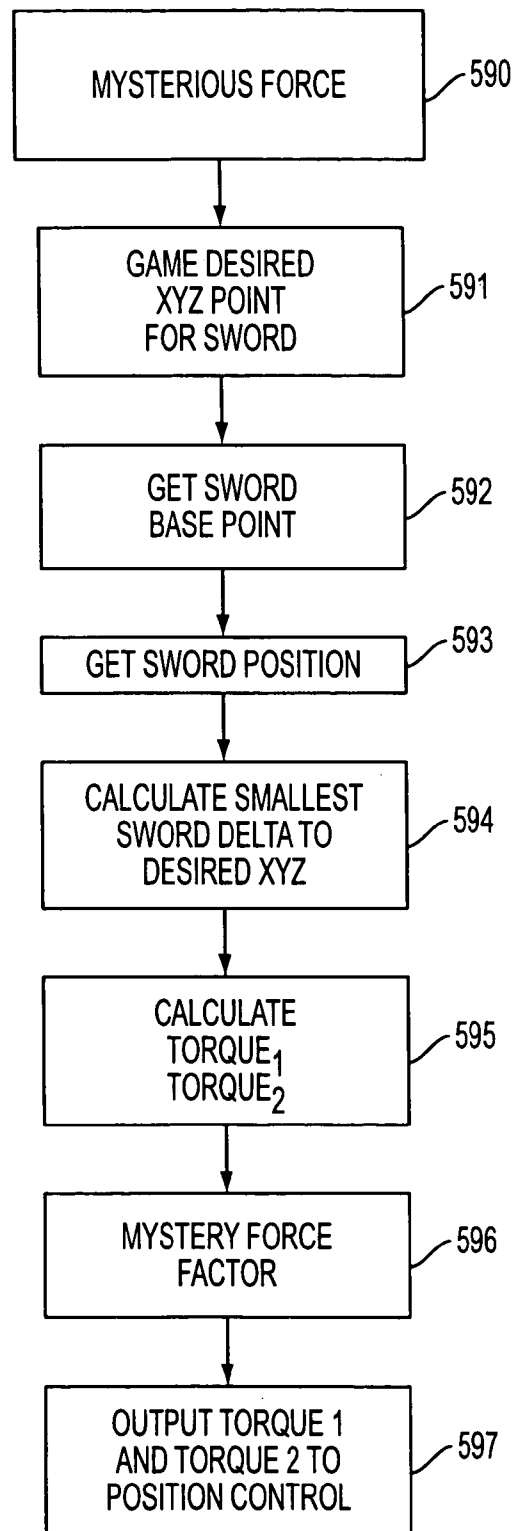 MYSTERIOUS FORCE
590
GAME DESIRED
XYZ POINT
FOR SWORD
591
GET SWORD
BASE POINT
592
GET SWORD POSITION
593
CALCULATE SMALLEST
SWORD DELTA TO
DESIRED XYZ
594
CALCULATE
TORQUE1
TORQUE2
595
MYSTERY FORCE
FACTOR
596
OUTPUT TORQUE 1
AND TORQUE 2 TO
POSITION CONTROL
597